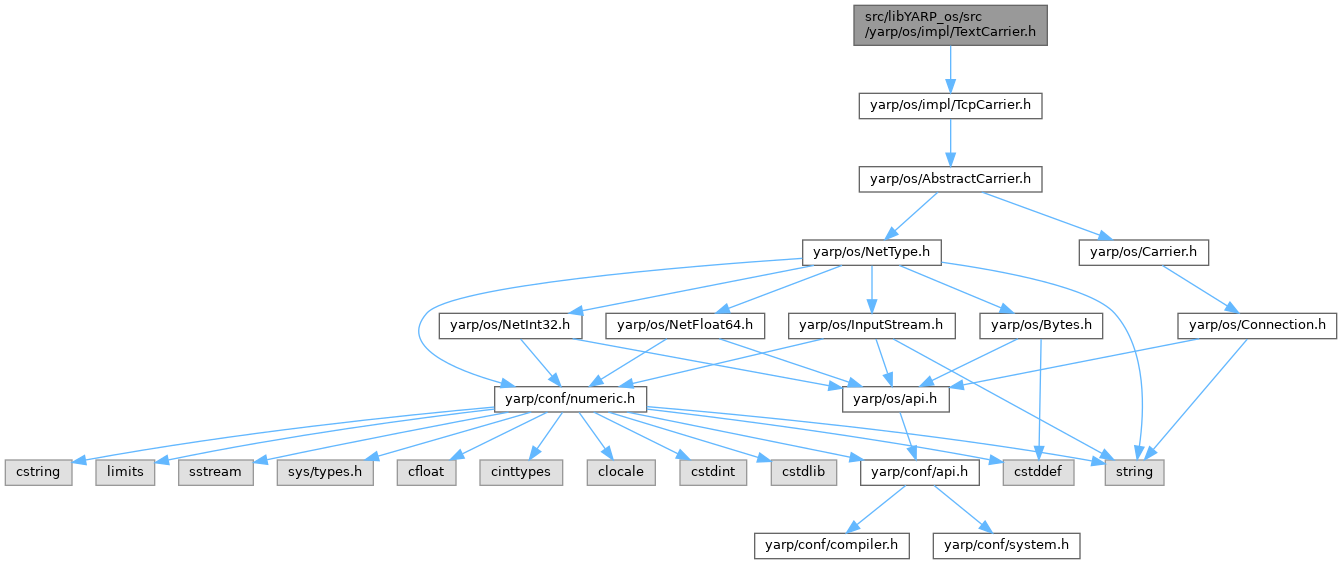 src/libYARP_os/src
/yarp/os/impl/TextCarrier.h
yarp/os/impl/TcpCarrier.h
yarp/os/AbstractCarrier.h
yarp/os/NetType.h
yarp/os/Carrier.h
yarp/os/NetInt32.h
yarp/os/NetFloat64.h
yarp/os/InputStream.h
yarp/os/Bytes.h
yarp/os/Connection.h
yarp/conf/numeric.h
yarp/os/api.h
cstring
limits
sstream
sys/types.h
cfloat
cinttypes
clocale
cstdint
cstdlib
yarp/conf/api.h
cstddef
string
yarp/conf/compiler.h
yarp/conf/system.h